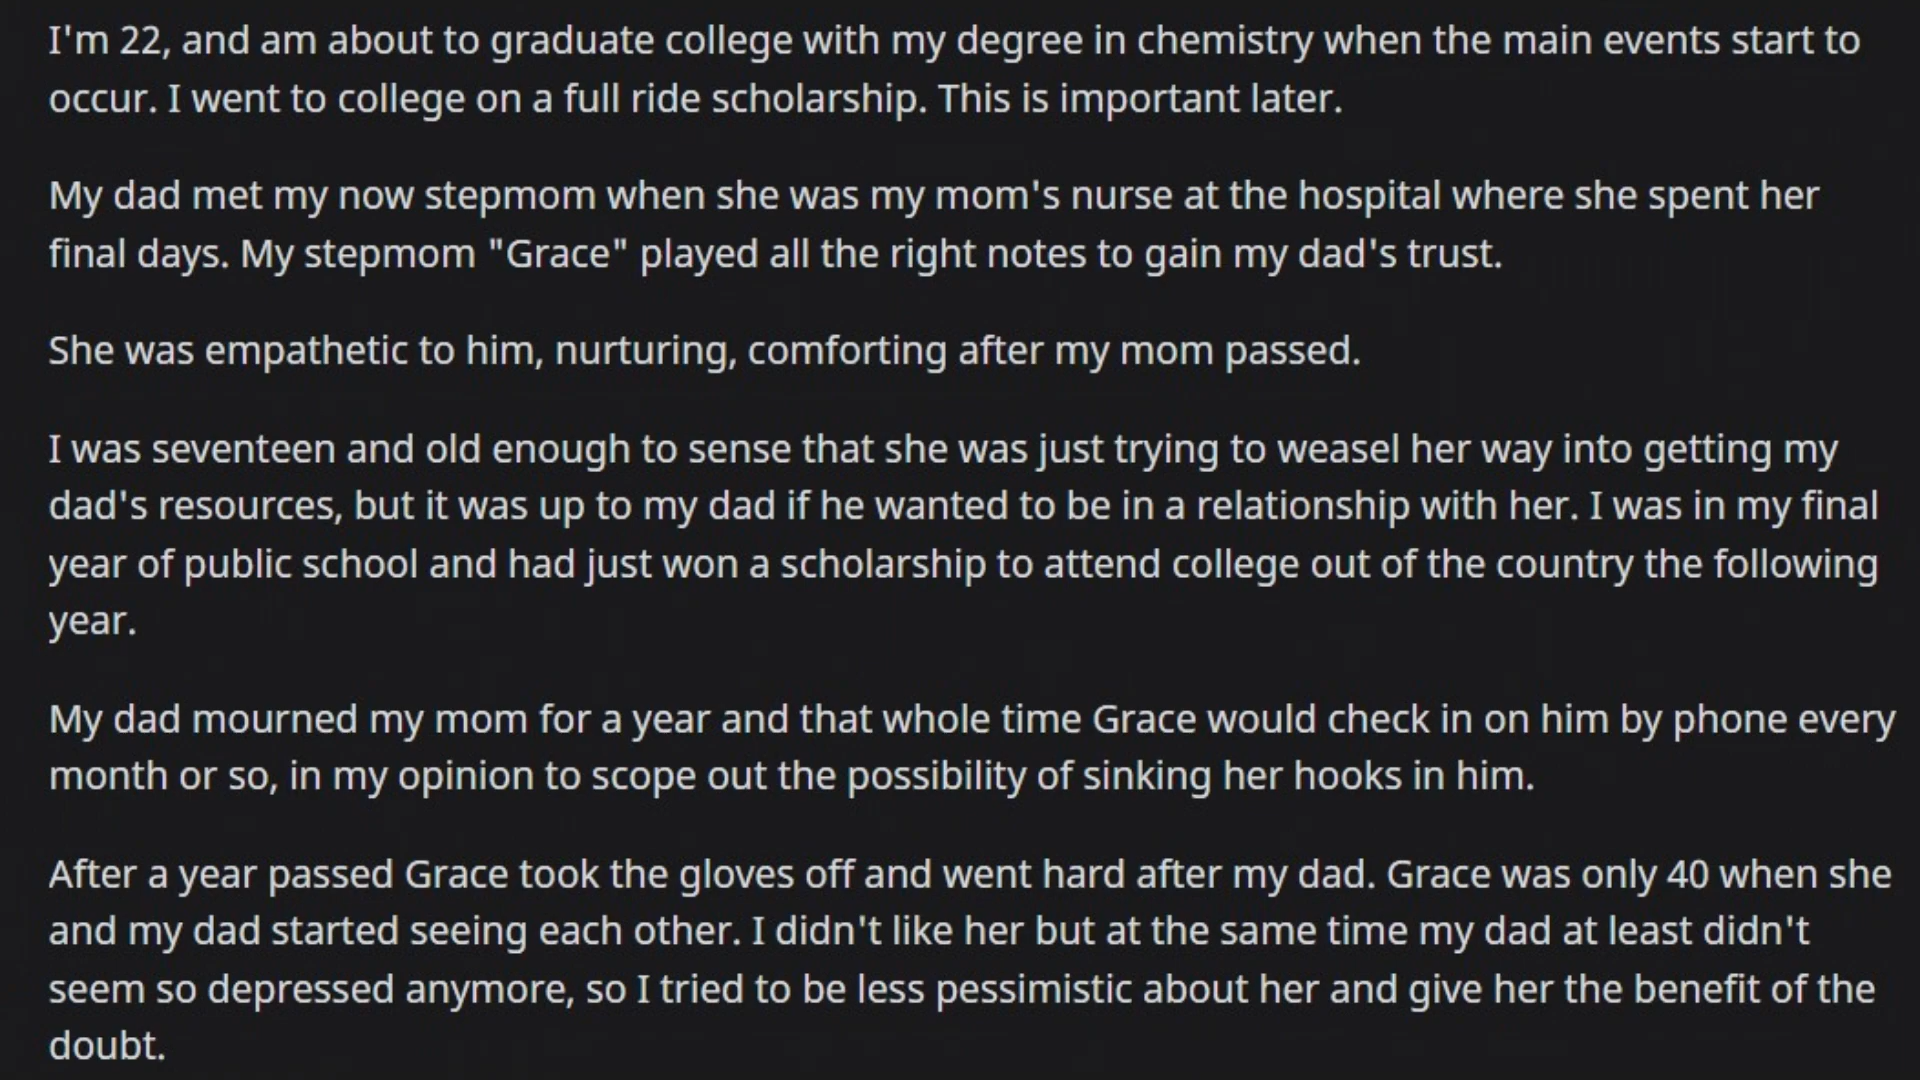 I'm 22, and am about to graduate college with my degree in chemistry when the main events start to
occur. I went to college on a full ride scholarship. This is important later.
My dad met my now stepmom when she was my mom's nurse at the hospital where she spent her
final days. My stepmom "Grace" played all the right notes to gain my dad's trust.
She was empathetic to him, nurturing, comforting after my mom passed.
I was seventeen and old enough to sense that she was just trying to weasel her way into getting my
dad's resources, but it was up to my dad if he wanted to be in a relationship with her. I was in my final
year of public school and had just won a scholarship to attend college out of the country the following
year.
My dad mourned my mom for a year and that whole time Grace would check in on him by phone every
month or so, in my opinion to scope out the possibility of sinking her hooks in him.
After a year passed Grace took the gloves off and went hard after my dad. Grace was only 40 when she
and my dad started seeing each other. I didn't like her but at the same time my dad at least didn't
seem so depressed anymore, so I tried to be less pessimistic about her and give her the benefit of the
doubt.